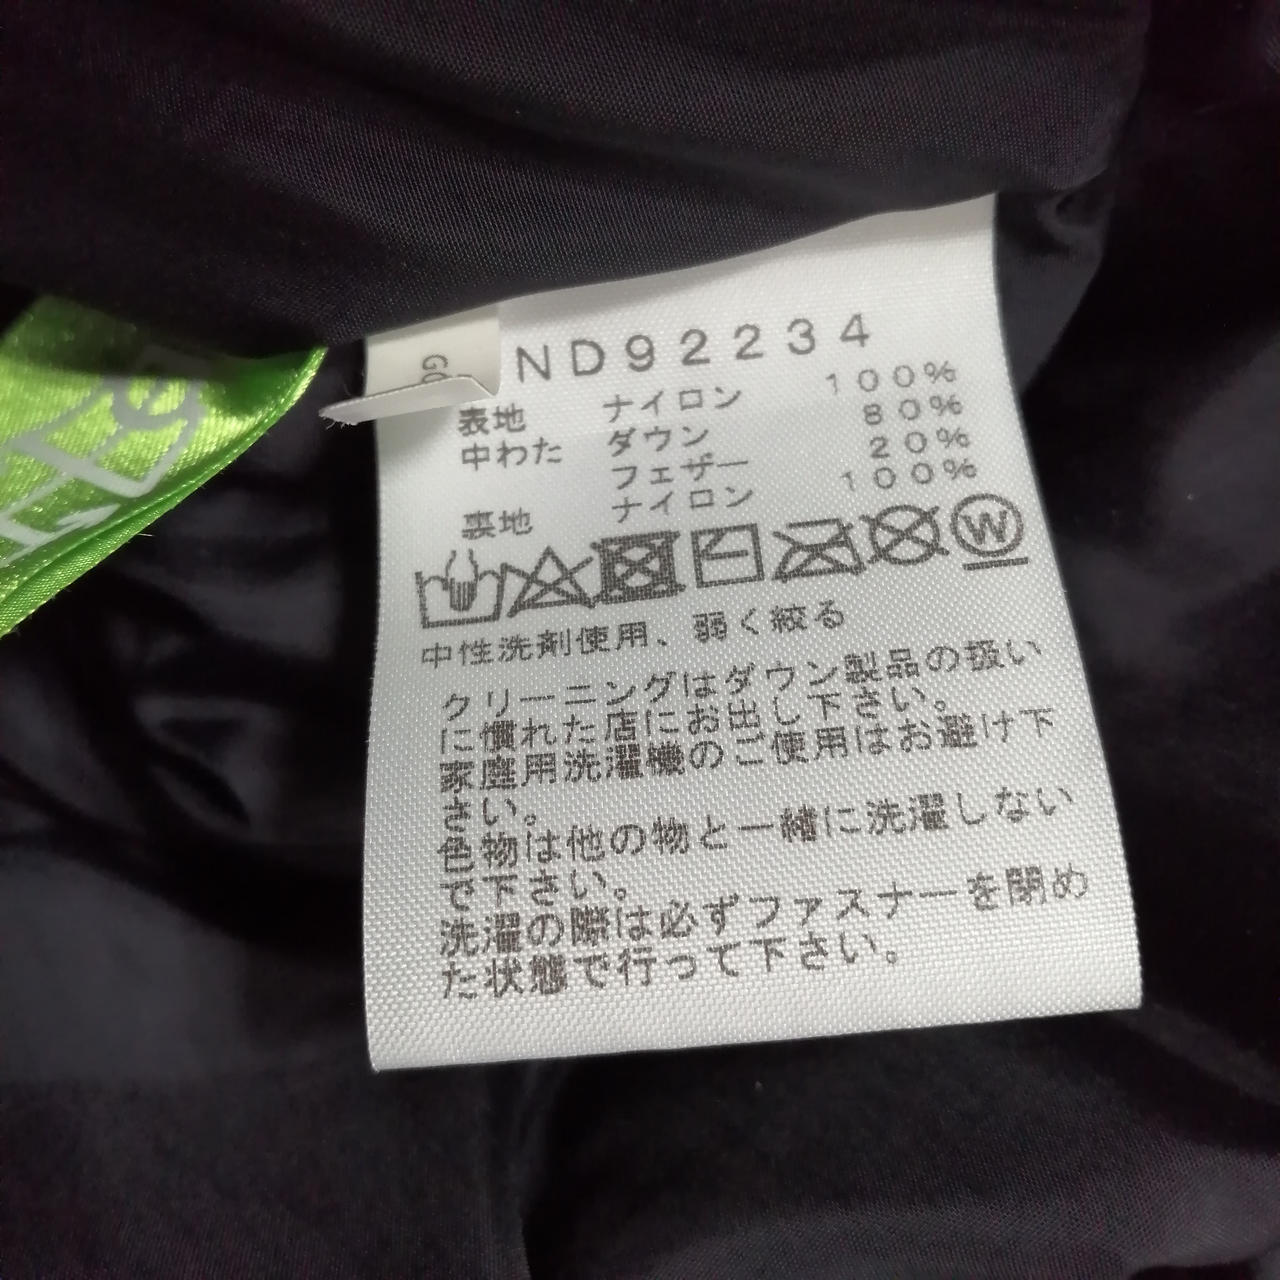 ND92234
表地 ナイロン 100%
中わた ダウン 80%
フェザー 20%
裏地 ナイロン 100%
W
中性洗剤使用、弱く絞る
クリーニングはダウン製品の扱い
に慣れた店にお出し下さい。
家庭用洗濯機のご使用はお避け下
さい。
色物は他の物と一緒に洗濯しない
で下さい。
洗濯の際は必ずファスナーを閉め
た状態で行って下さい。